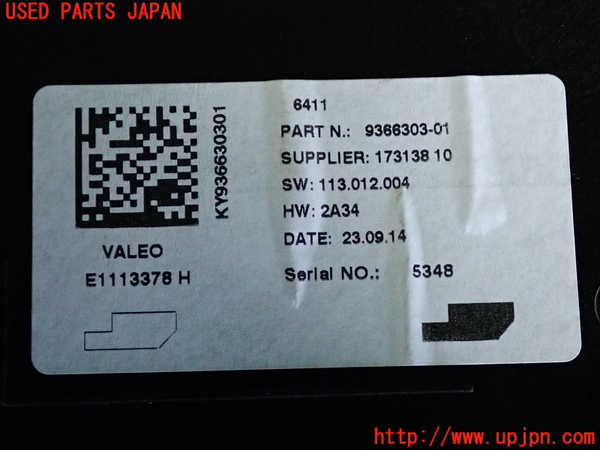 USED PARTS JAPAN
6411
PART N.: 9366303-01
SUPPLIER: 173138 10
SW: 113.012.004
HW: 2A34
DATE: 23.09.14
Serial NO.: 5348
KY936630301
VALEO
E1113378 H
http://www.upjpn.com/